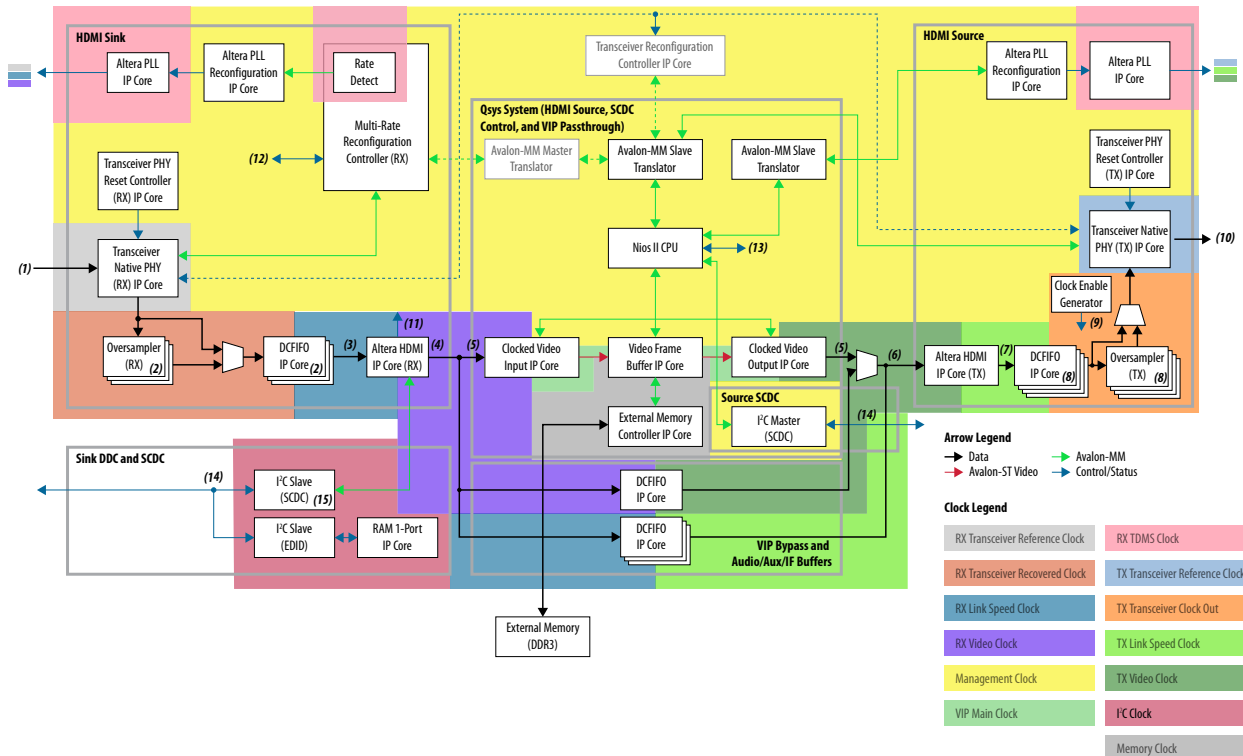 HDMI Sink
Altera PLL
IP Core
Altera PLL
Reconfiguration
IP Core
Rate
Detect
Multi-Rate
Reconfiguration
Controller (RX)
(12)
Transceiver PHY
Reset Controller
(RX) IP Core
(1)
Transceiver
Native PHY
(RX) IP Core
Oversampler
(RX) (2)
DCFIFO
IP Core (2)
(3)
(11)
Altera HDMI
IP Core (RX)
(4)
Transceiver Reconfiguration
Controller IP Core
Qsys System (HDMI Source, SCDC
Control, and VIP Passthrough)
Avalon-MM Master
Translator
Avalon-MM Slave
Translator
Avalon-MM Slave
Translator
Nios II CPU
(13)
(5)
Clocked Video
Input IP Core
Video Frame
Buffer IP Core
Clocked Video
Output IP Core
(5)
(6)
External Memory
Controller IP Core
Source SCDC
I²C Master
(SCDC)
(14)
HDMI Source
Altera PLL
Reconfiguration
IP Core
Altera PLL
IP Core
Transceiver PHY
Reset Controller
(TX) IP Core
Transceiver Native
PHY (TX) IP Core
(10)
Clock Enable
Generator
(9)
Altera HDMI
IP Core (TX)
(7)
DCFIFO
IP Core (8)
Oversampler
(TX) (8)
Sink DDC and SCDC
(14)
I²C Slave
(SCDC) (15)
I²C Slave
(EDID)
RAM 1-Port
IP Core
DCFIFO
IP Core
DCFIFO
IP Core
VIP Bypass and
Audio/Aux/IF Buffers
External Memory
(DDR3)
Arrow Legend
Data
Avalon-MM
Avalon-ST Video
Control/Status
Clock Legend
RX Transceiver Reference Clock
RX TDMS Clock
RX Transceiver Recovered Clock
TX Transceiver Reference Clock
RX Link Speed Clock
TX Transceiver Clock Out
RX Video Clock
TX Link Speed Clock
Management Clock
TX Video Clock
VIP Main Clock
I²C Clock
Memory Clock